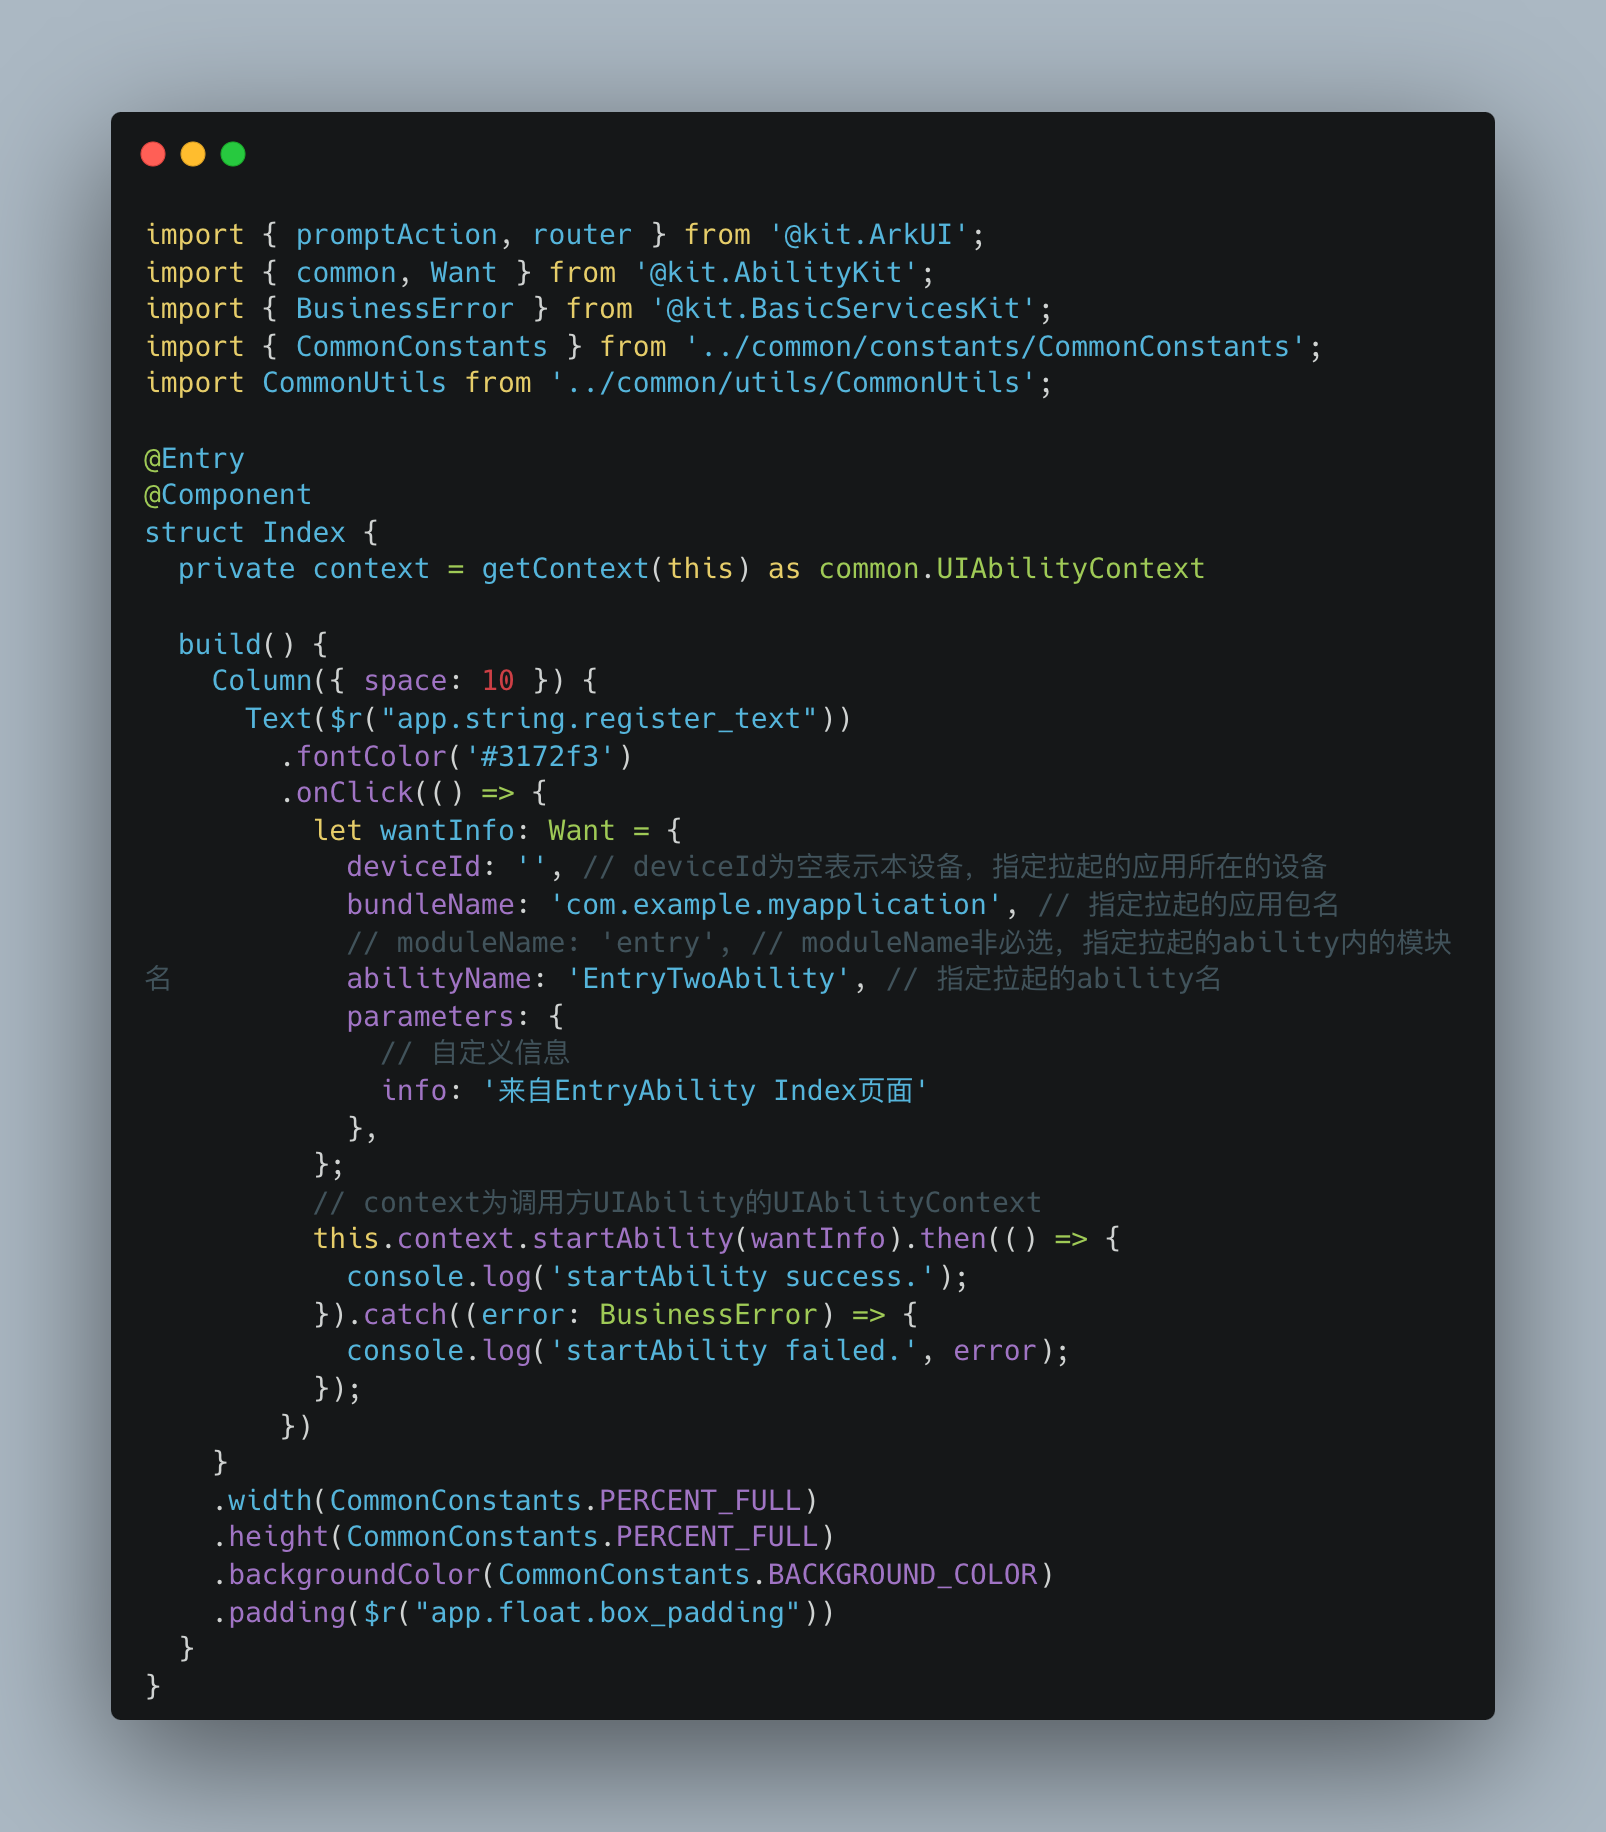 import { promptAction, router } from '@kit.ArkUI';
import { common, Want } from '@kit.AbilityKit';
import { BusinessError } from '@kit.BasicServicesKit';
import { CommonConstants } from '../common/constants/CommonConstants';
import CommonUtils from '../common/utils/CommonUtils';

@Entry
@Component
struct Index {
  private context = getContext(this) as common.UIAbilityContext

  build() {
    Column({ space: 10 }) {
      Text($r("app.string.register_text"))
        .fontColor('#3172f3')
        .onClick(() => {
          let wantInfo: Want = {
            deviceId: '', // deviceId为空表示本设备，指定拉起的应用所在的设备
            bundleName: 'com.example.myapplication', // 指定拉起的应用包名
            // moduleName: 'entry', // moduleName非必选，指定拉起的ability内的模块
名            abilityName: 'EntryTwoAbility', // 指定拉起的ability名
            parameters: {
              // 自定义信息
              info: '来自EntryAbility Index页面'
            },
          };
          // context为调用方UIAbility的UIAbilityContext
          this.context.startAbility(wantInfo).then(() => {
            console.log('startAbility success.');
          }).catch((error: BusinessError) => {
            console.log('startAbility failed.', error);
          });
        })
    }
    .width(CommonConstants.PERCENT_FULL)
    .height(CommonConstants.PERCENT_FULL)
    .backgroundColor(CommonConstants.BACKGROUND_COLOR)
    .padding($r("app.float.box_padding"))
  }
}